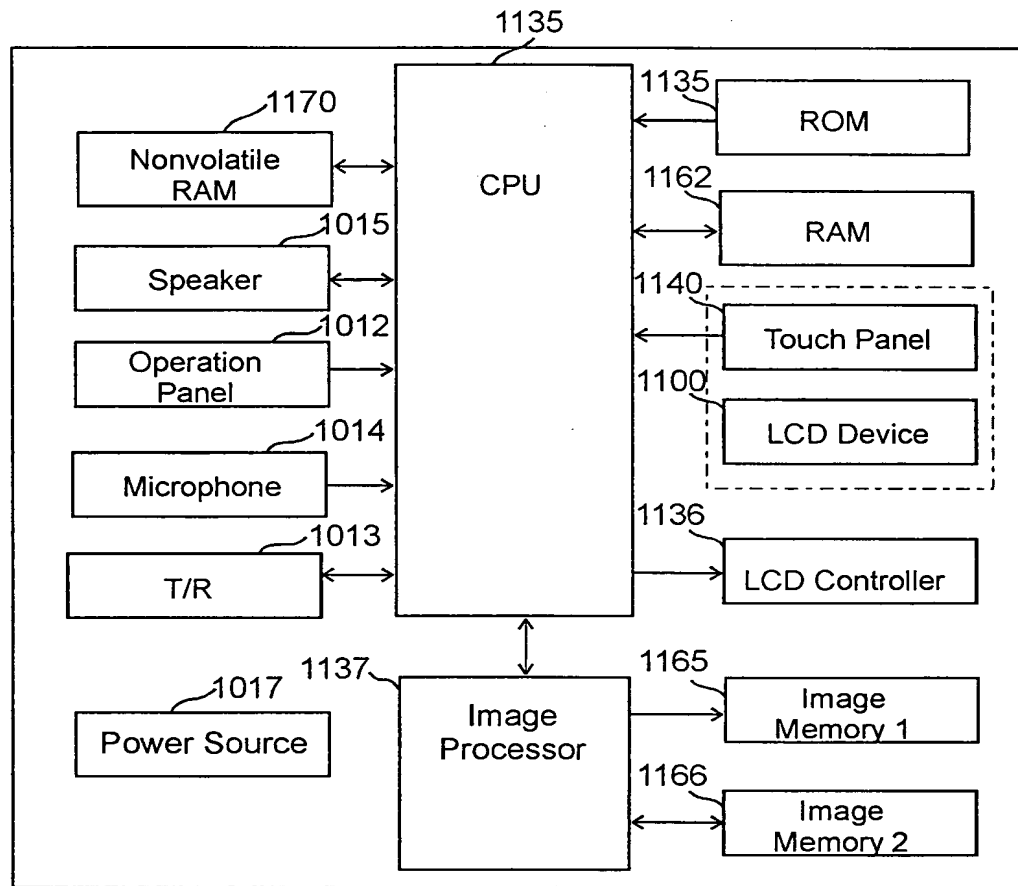 1135
1170
Nonvolatile
RAM
1015
Speaker
1012
Operation
Panel
1014
Microphone
1013
T/R
1017
Power Source
CPU
1135
ROM
1162
RAM
1140
Touch Panel
1100
LCD Device
1136
LCD Controller
1137
Image
Processor
1165
Image
Memory 1
1166
Image
Memory 2